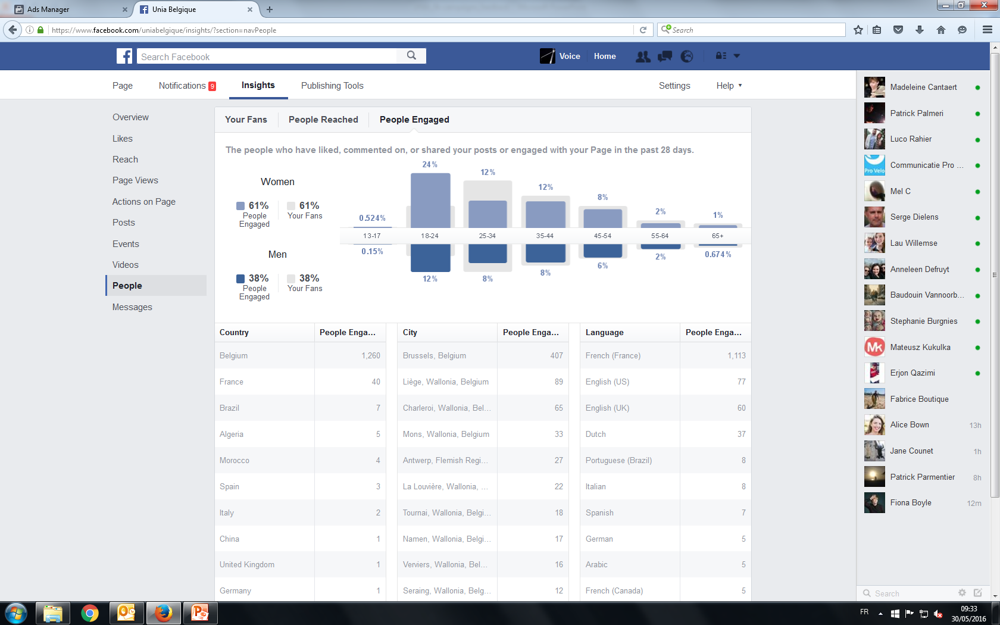 Ads Manager
Unia Belgique
https://www.facebook.com/uniabelgique/insights/?section=navPeople
Search
Search Facebook
Voice
Home
Page
Notifications 9
Insights
Publishing Tools
Settings
Help
Overview
Likes
Reach
Page Views
Actions on Page
Posts
Events
Videos
People
Messages
Your Fans
People Reached
People Engaged
The people who have liked, commented on, or shared your posts or engaged with your Page in the past 28 days.
Women
61% People Engaged
61% Your Fans
0.524% 24% 12% 12% 8% 2% 1%
13-17 18-24 25-34 35-44 45-54 55-64 65+
0.15% 12% 8% 8% 6% 2% 0.674%
Men
38% People Engaged
38% Your Fans
Country People Enga...
Belgium 1,260
France 40
Brazil 7
Algeria 5
Morocco 4
Spain 3
Italy 2
China 1
United Kingdom 1
Germany 1
City People Enga...
Brussels, Belgium 407
Liège, Wallonia, Belgium 89
Charleroi, Wallonia, Bel... 65
Mons, Wallonia, Belgium 33
Antwerp, Flemish Regi... 27
La Louvière, Wallonia, ... 22
Tournai, Wallonia, Belgi... 18
Namen, Wallonia, Belgi... 17
Verviers, Wallonia, Bel... 16
Seraing, Wallonia, Belg... 12
Language People Enga...
French (France) 1,113
English (US) 77
English (UK) 60
Dutch 37
Portuguese (Brazil) 8
Italian 8
Spanish 7
German 5
Arabic 5
French (Canada) 5
Madeleine Cantaert
Patrick Palmeri
Luco Rahier
Pro Velo
Communicatie Pro ...
Mel C
Serge Dielens
Lau Willemse
Anneleen Defruyt
Baudouin Vannoorb...
Stephanie Burgnies
Mk
Mateusz Kukulka
Erjon Qazimi
Fabrice Boutique
Alice Bown 13h
Jane Counet 1h
Patrick Parmentier 8h
Fiona Boyle 12m
Search
FR
09:33
30/05/2016